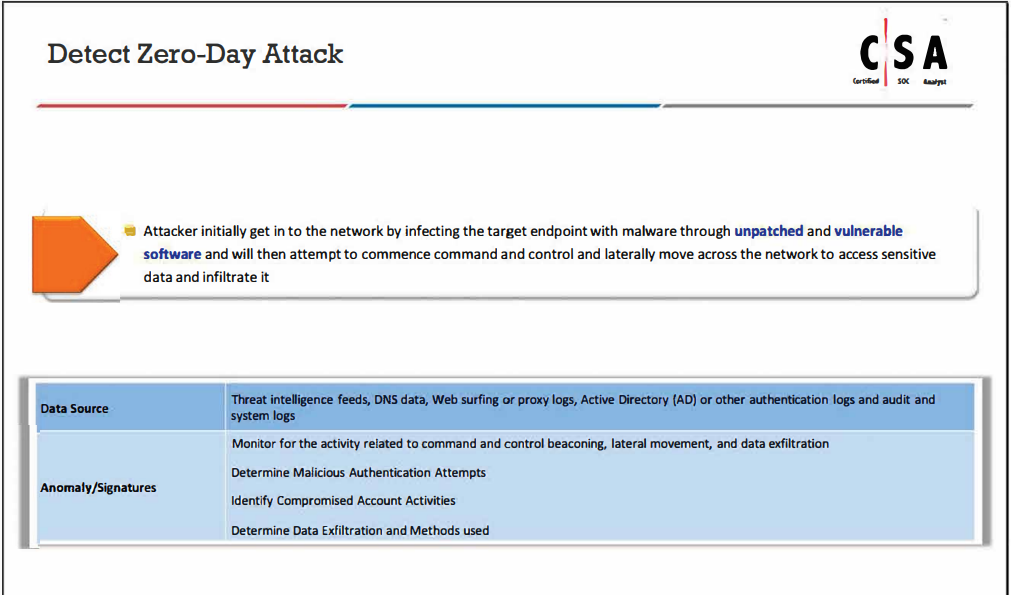 Detect Zero-Day Attack
CSA
Certified SOC Analyst
Attacker initially get in to the network by infecting the target endpoint with malware through unpatched and vulnerable
software and will then attempt to commence command and control and laterally move across the network to access sensitive
data and infiltrate it
Data Source
Threat intelligence feeds, DNS data, Web surfing or proxy logs, Active Directory (AD) or other authentication logs and audit and
system logs
Anomaly/Signatures
Monitor for the activity related to command and control beaconing, lateral movement, and data exfiltration
Determine Malicious Authentication Attempts
Identify Compromised Account Activities
Determine Data Exfiltration and Methods used